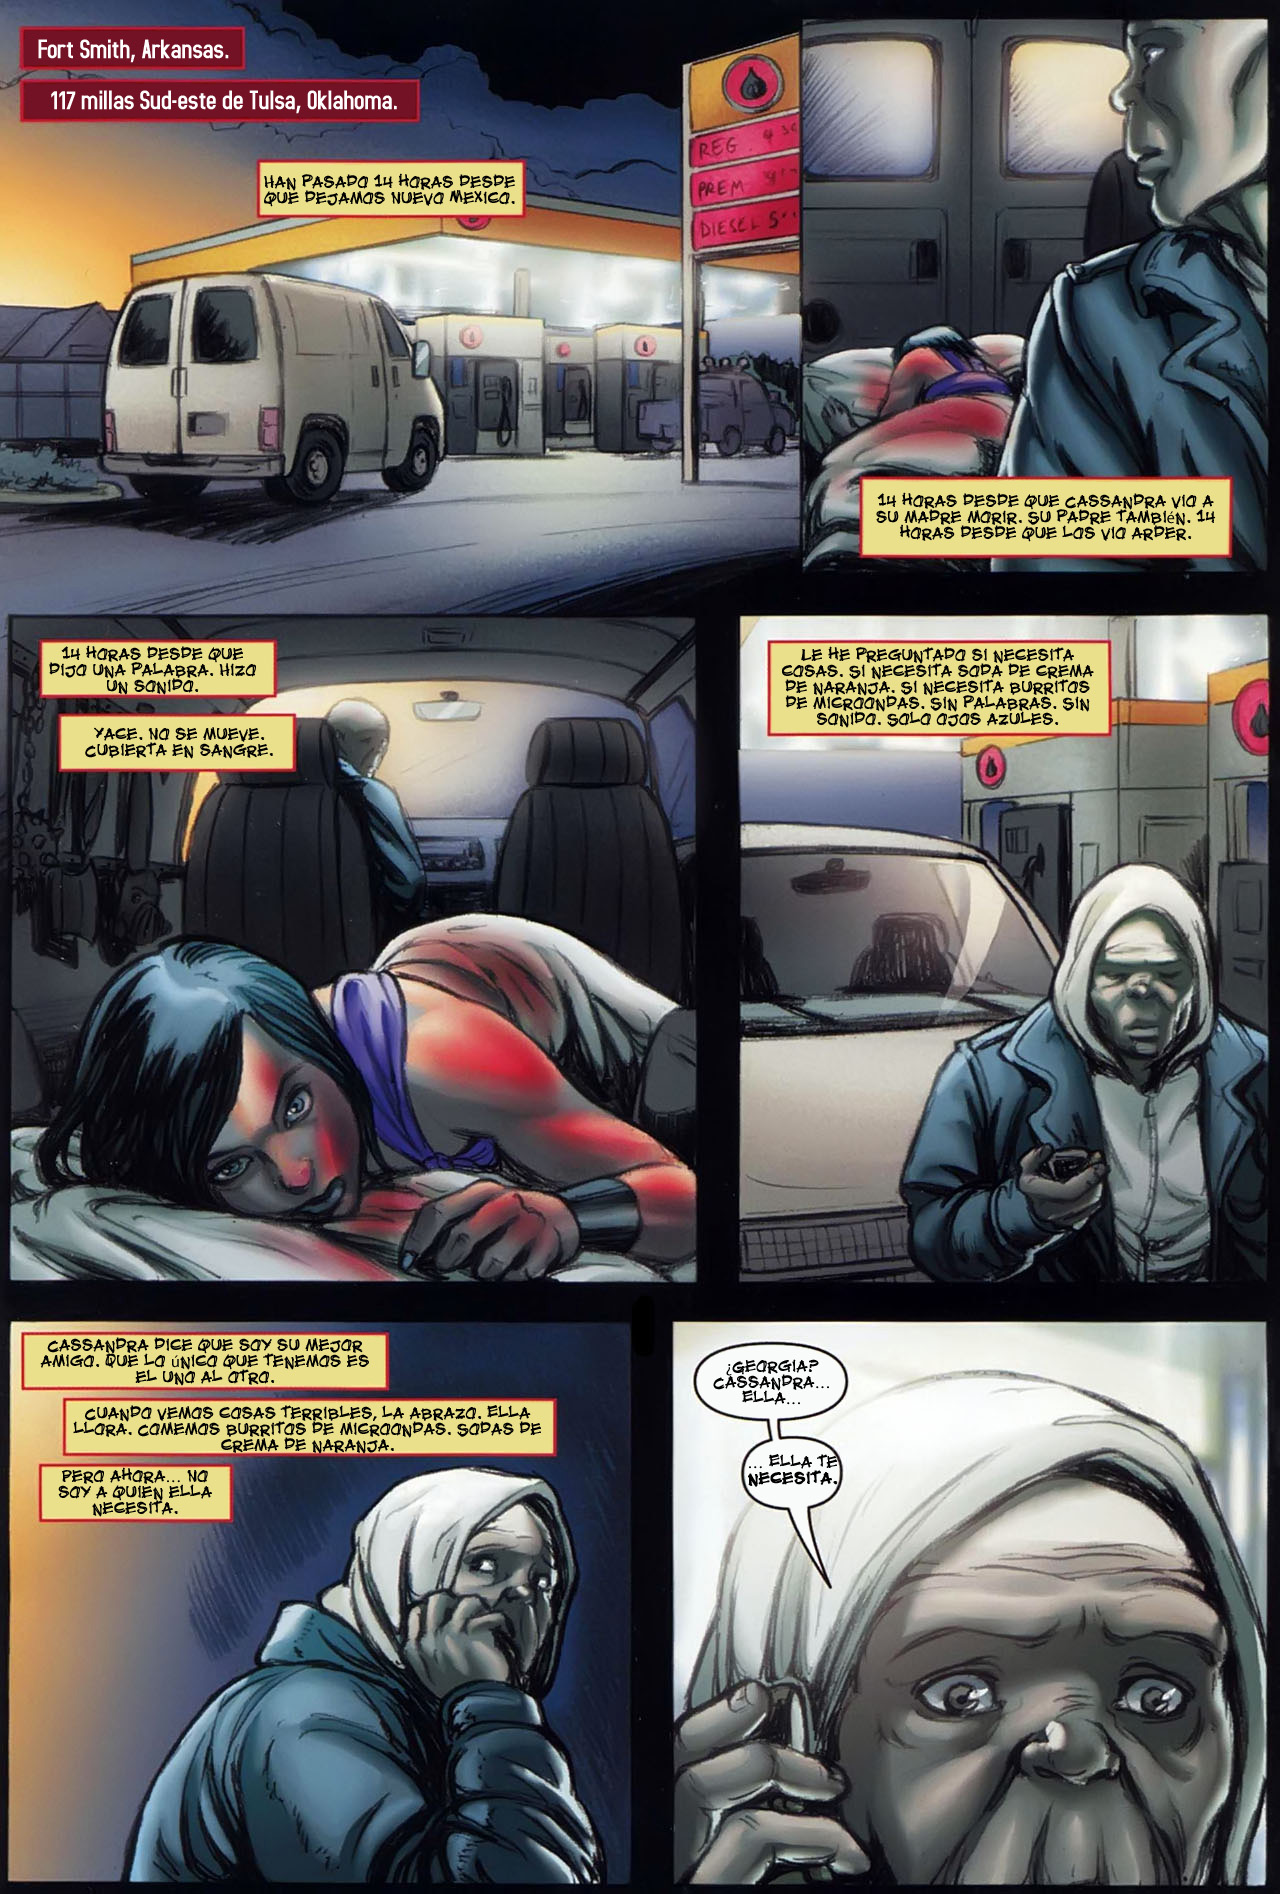 Fort Smith, Arkansas.
117 millas Sud-este de Tulsa, Oklahoma.
HAN PASADO 14 HORAS DESDE
QUE DEJAMOS NUEVO MEXICO.
REG.
PREM
DIESEL 5
14 HORAS DESDE QUE CASSANDRA VIO A
SU MADRE MORIR. SU PADRE TAMBIéN. 14
HORAS DESDE QUE LOS VIO ARDER.
14 HORAS DESDE QUE
DIJO UNA PALABRA. HIZO
UN SONIDO.
YACE. NO SE MUEVE.
CUBIERTA EN SANGRE.
LE HE PREGUNTADO SI NECESITA
COSAS. SI NECESITA SODA DE CREMA
DE NARANJA. SI NECESITA BURRITOS
DE MICROONDAS. SIN PALABRAS. SIN
SONIDO. SOLO OJOS AZULES.
CASSANDRA DICE QUE SOY SU MEJOR
AMIGO. QUE LO úNICO QUE TENEMOS ES
EL UNO AL OTRO.
CUANDO VEMOS COSAS TERRIBLES, LA ABRAZO. ELLA
LLORA. COMEMOS BURRITOS DE MICROONDAS. SODAS DE
CREMA DE NARANJA.
PERO AHORA... NO
SOY A QUIEN ELLA
NECESITA.
¿GEORGIA?
CASSANDRA...
ELLA...
... ELLA TE
NECESITA.